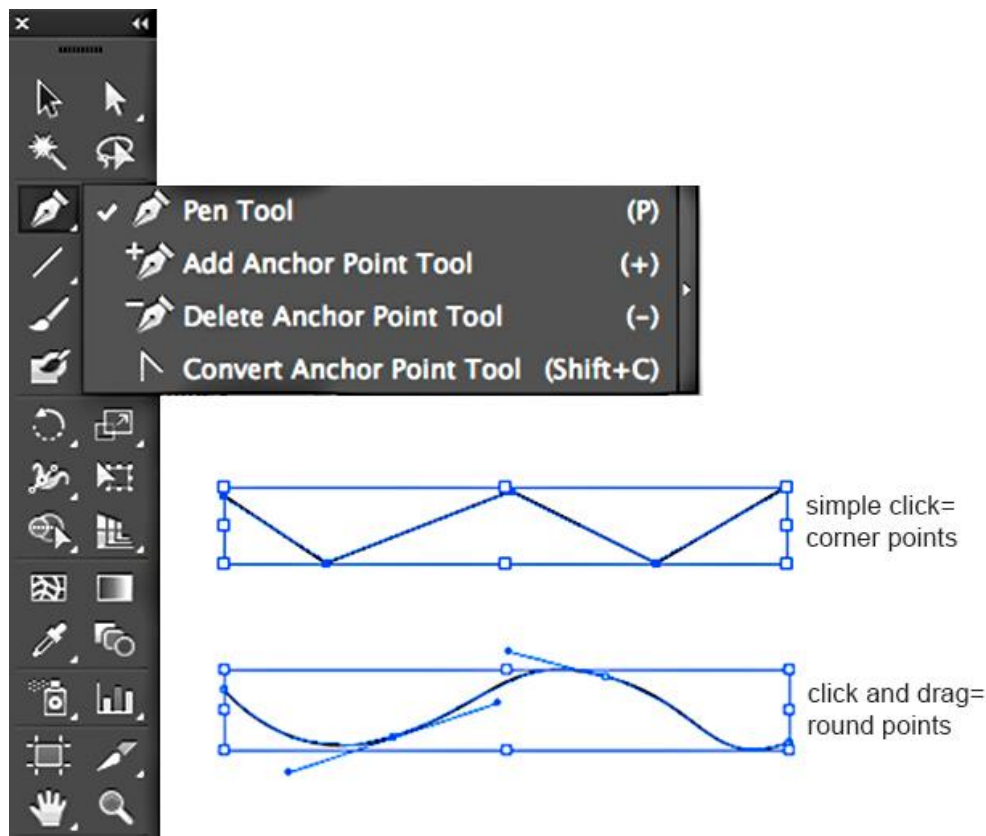 Pen Tool (P)
Add Anchor Point Tool (+)
Delete Anchor Point Tool (-)
Convert Anchor Point Tool (Shift+C)
simple click=
corner points
click and drag=
round points